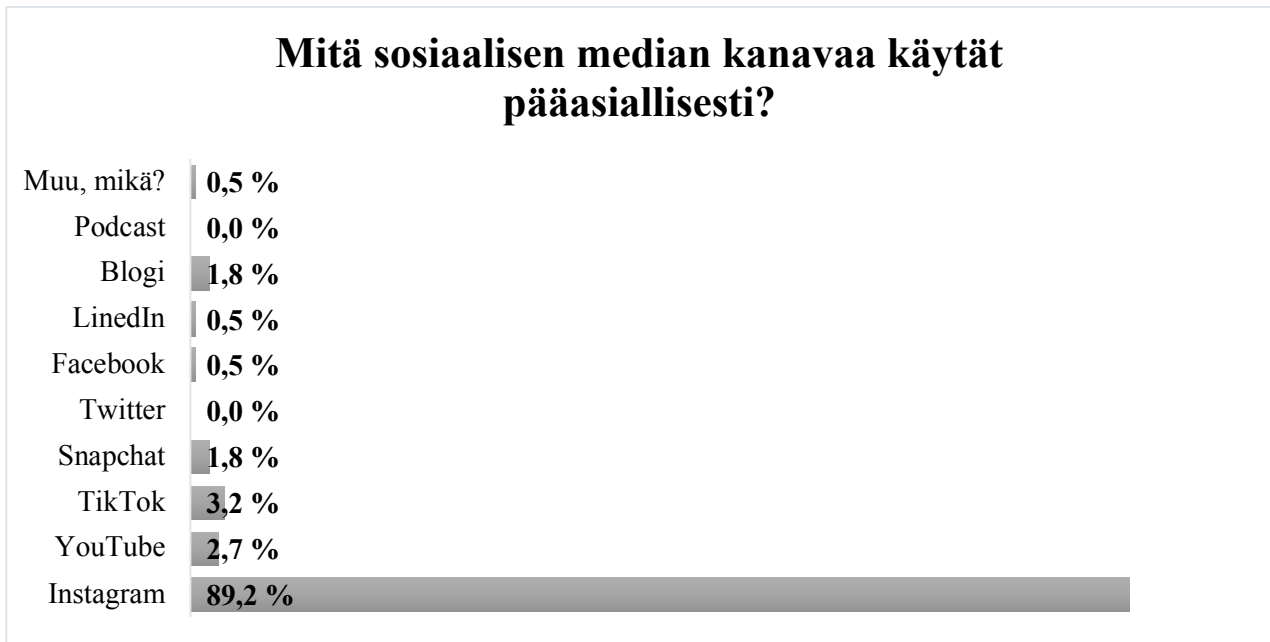 Mitä sosiaalisen median kanavaa käytät
pääasiallisesti?
Muu, mikä? 0,5 %
Podcast 0,0 %
Blogi 1,8 %
LinedIn 0,5 %
Facebook 0,5 %
Twitter 0,0 %
Snapchat 1,8 %
TikTok 3,2 %
YouTube 2,7 %
Instagram 89,2 %